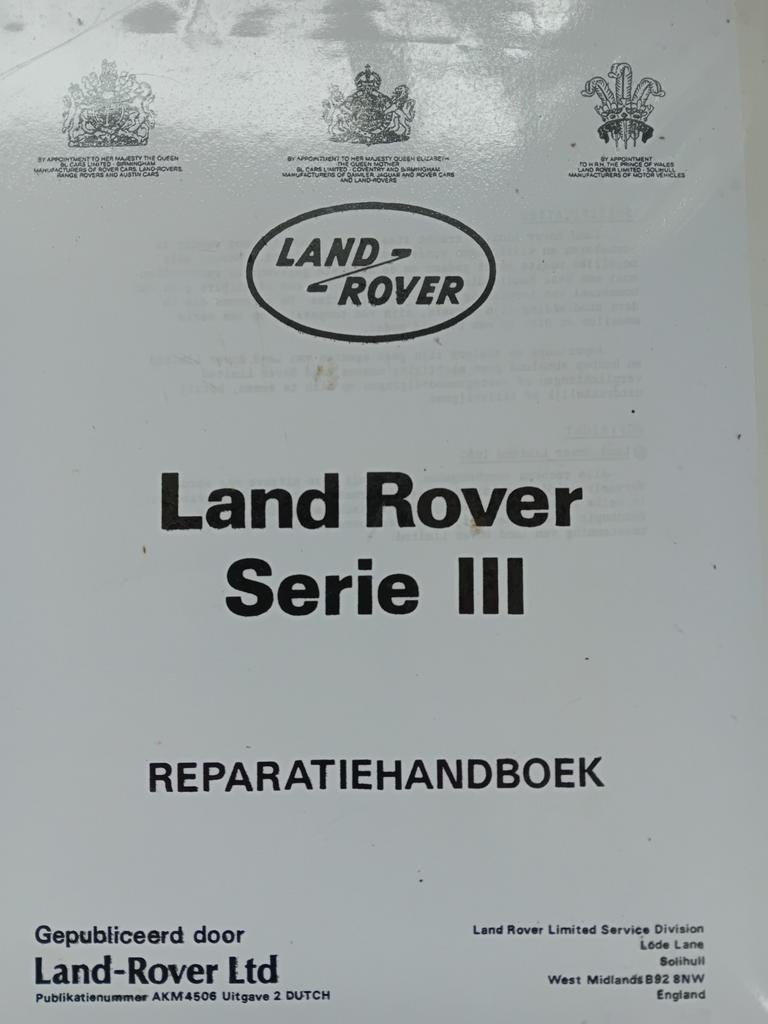 BY APPOINTMENT TO HER MAJESTY THE QUEEN
BL CARS LIMITED · BIRMINGHAM
MANUFACTURERS OF ROVER CARS, LAND-ROVERS,
RANGE ROVERS AND AUSTIN CARS
BY APPOINTMENT TO HER MAJESTY QUEEN ELIZABETH
THE QUEEN MOTHER
BL CARS LIMITED · COVENTRY AND BIRMINGHAM
MANUFACTURERS OF DAIMLER, JAGUAR AND ROVER CARS
AND LAND-ROVERS
BY APPOINTMENT
TO H.R.H. THE PRINCE OF WALES
LAND ROVER LIMITED · SOLIHULL
MANUFACTURERS OF MOTOR VEHICLES
LAND
ROVER
Land Rover
Serie III
REPARATIEHANDBOEK
Gepubliceerd door
Land-Rover Ltd
Publikatienummer AKM4506 Uitgave 2 DUTCH
Land Rover Limited Service Division
Lode Lane
Solihull
West Midlands B92 8NW
England